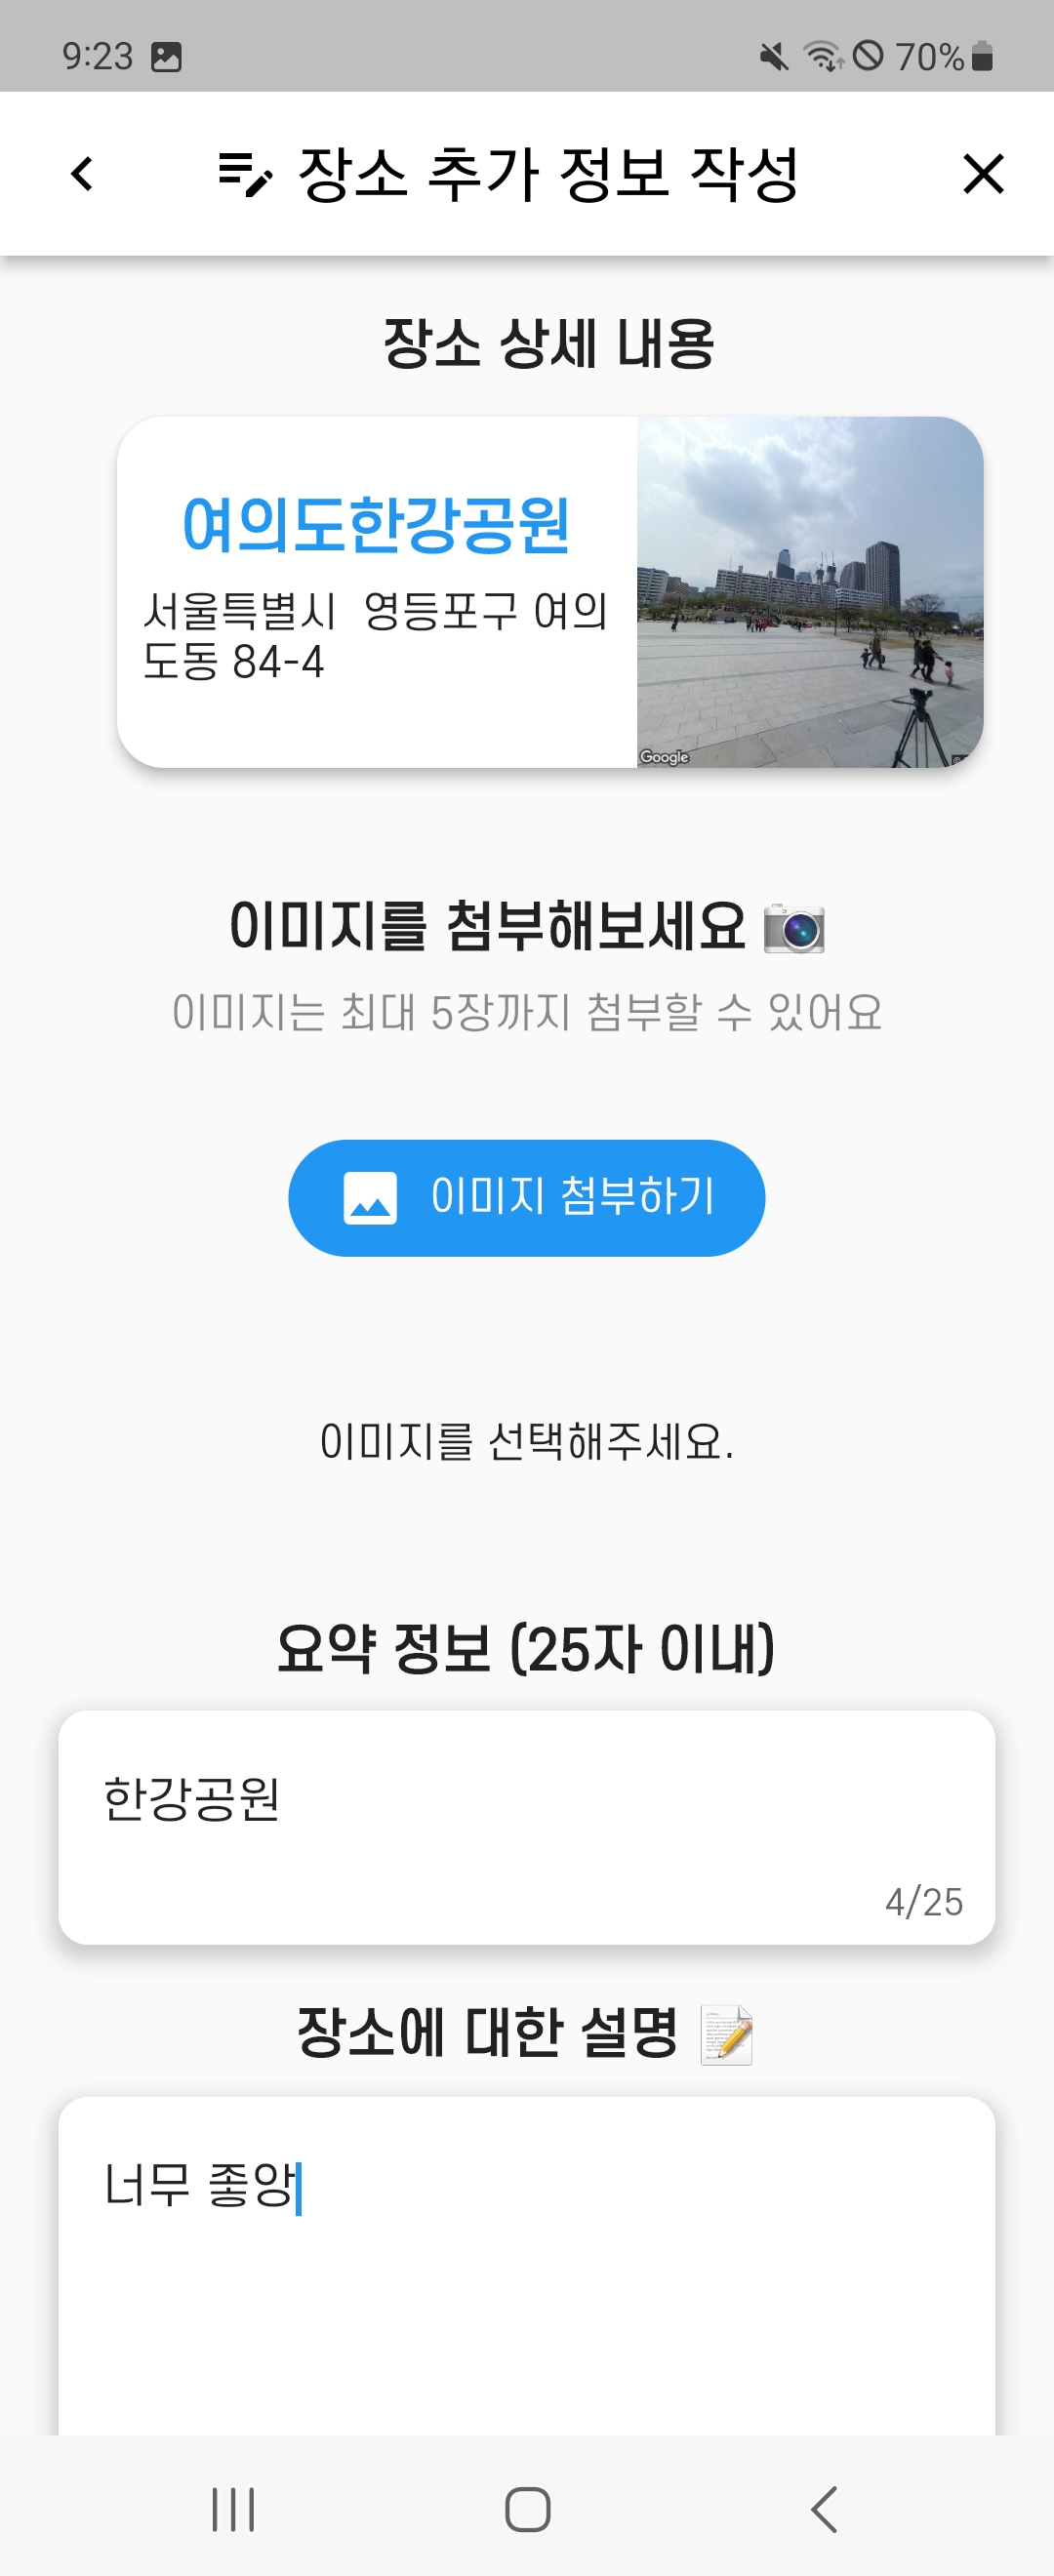 9:23
70%
장소 추가 정보 작성
장소 상세 내용
여의도한강공원
서울특별시 영등포구 여의
도동 84-4
Google
이미지를 첨부해보세요
이미지는 최대 5장까지 첨부할 수 있어요
이미지 첨부하기
이미지를 선택해주세요.
요약 정보 (25자 이내)
한강공원
4/25
장소에 대한 설명
너무 좋앙